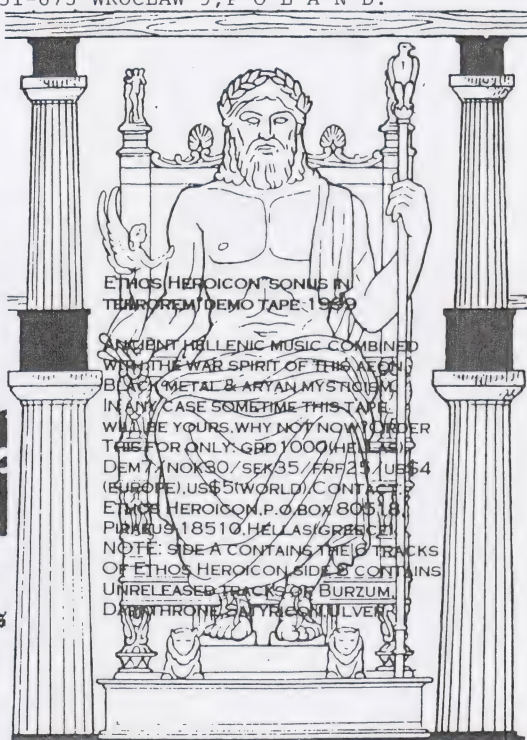 51-673 WROCLAW 9, P O L A N D.
ETHOS HEROICON "SONUS IN
TERROREM" DEMO TAPE 1999
ANCIENT HELLENIC MUSIC COMBINED
WITH THE WAR SPIRIT OF THIS AEON,
BLACK METAL & ARYAN MYSTICISM.
IN ANY CASE SOMETIME THIS TAPE
WILL BE YOURS. WHY NOT NOW? ORDER
THIS FOR ONLY: GRD 1000(HELLAS)/
DEM7/NOK30/SEK35/FRF25/US$4
(EUROPE), US$5(WORLD). CONTACT:
ETHOS HEROICON, P.O.BOX 80518,
PIRAEUS 18510, HELLAS(GREECE).
NOTE: SIDE A CONTAINS THE 6 TRACKS
OF ETHOS HEROICON SIDE B CONTAINS
UNRELEASED TRACKS OF BURZUM,
DARKTHRONE, SATYRICON, ULVER.